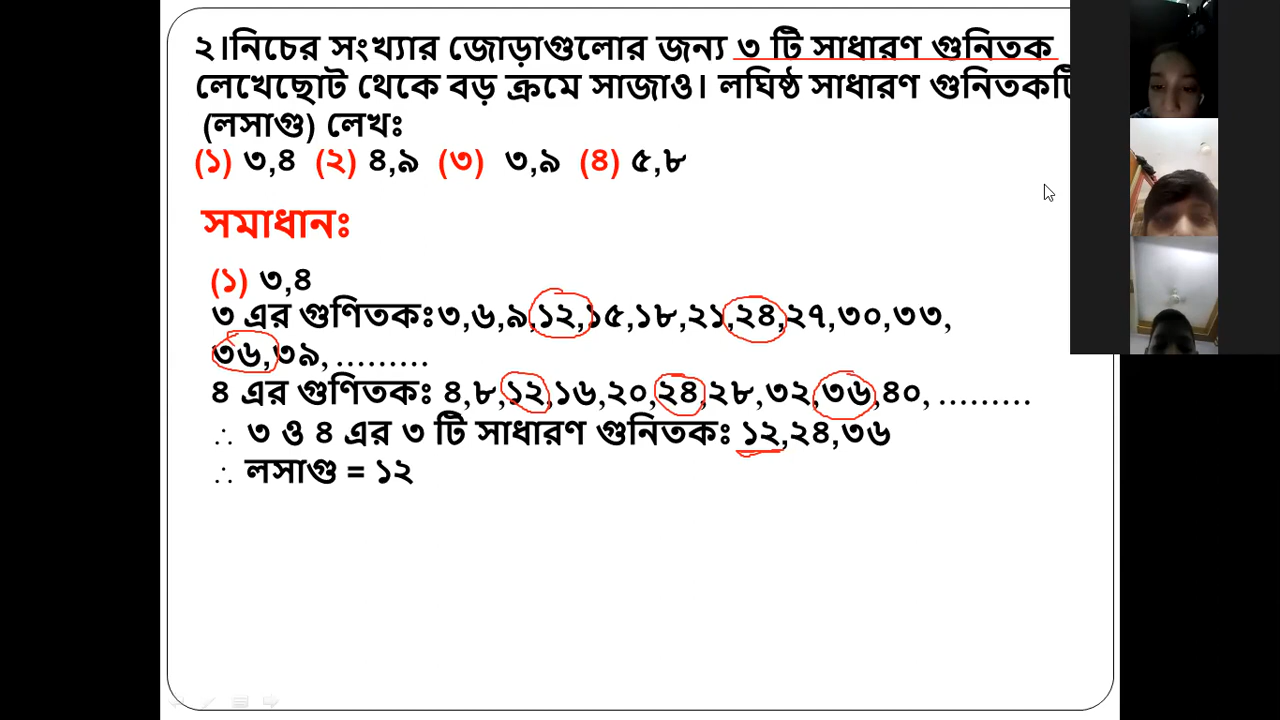 ২।নিচের সংখ্যার জোড়াগুলোর জন্য ৩ টি সাধারণ গুনিতক
লেখেছোট থেকে বড় ক্রমে সাজাও। লঘিষ্ঠ সাধারণ গুনিতকটি
(লসাগু) লেখঃ
(১) ৩,৪ (২) ৪,৯ (৩) ৩,৯ (৪) ৫,৮
সমাধানঃ
(১) ৩,৪
৩ এর গুণিতকঃ৩,৬,৯,১২,১৫,১৮,২১,২৪,২৭,৩০,৩৩,
৩৬,৩৯, .........
৪ এর গুণিতকঃ ৪,৮,১২,১৬,২০,২৪,২৮,৩২,৩৬,৪০, .........
∴ ৩ ও ৪ এর ৩ টি সাধারণ গুনিতকঃ ১২,২৪,৩৬
∴ লসাগু = ১২